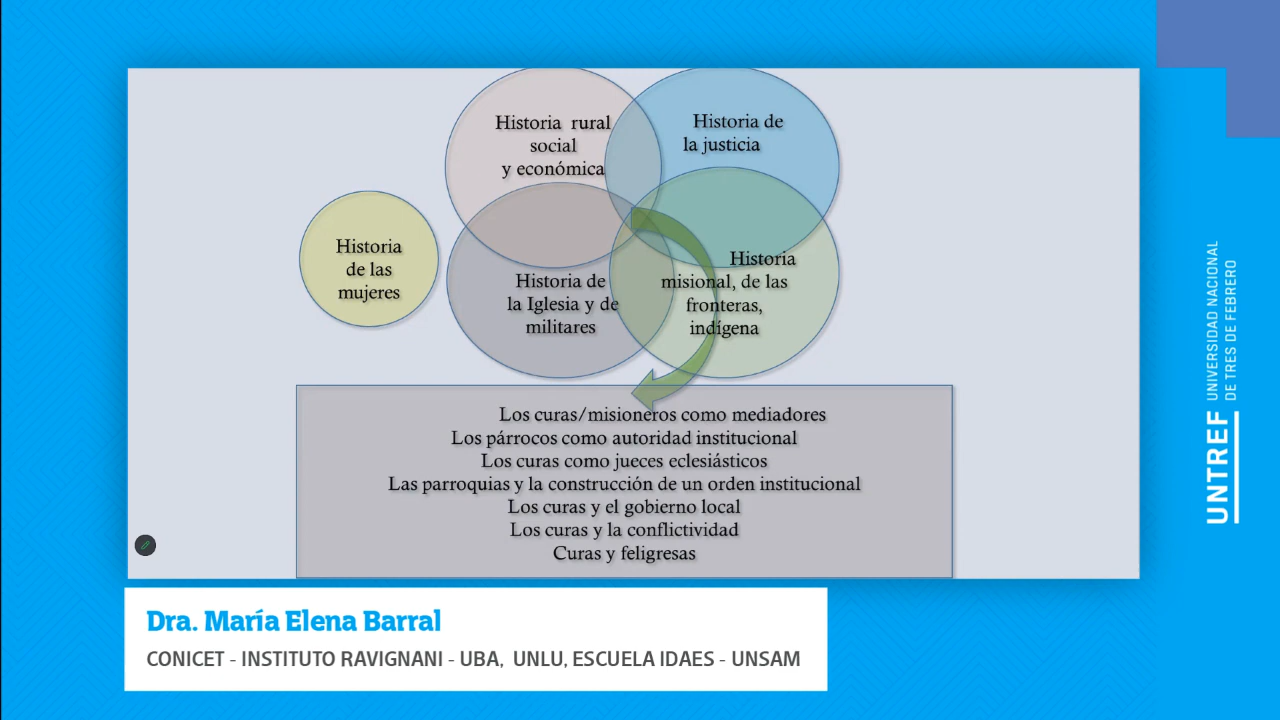 Historia rural
social
y económica
Historia de
la justicia
Historia
de las
mujeres
Historia de
la Iglesia y de
militares
Historia
misional, de las
fronteras,
indígena
Los curas/misioneros como mediadores
Los párrocos como autoridad institucional
Los curas como jueces eclesiásticos
Las parroquias y la construcción de un orden institucional
Los curas y el gobierno local
Los curas y la conflictividad
Curas y feligresas
Dra. María Elena Barral
CONICET - INSTITUTO RAVIGNANI - UBA, UNLU, ESCUELA IDAES - UNSAM
UNTREF
UNIVERSIDAD NACIONAL
DE TRES DE FEBRERO